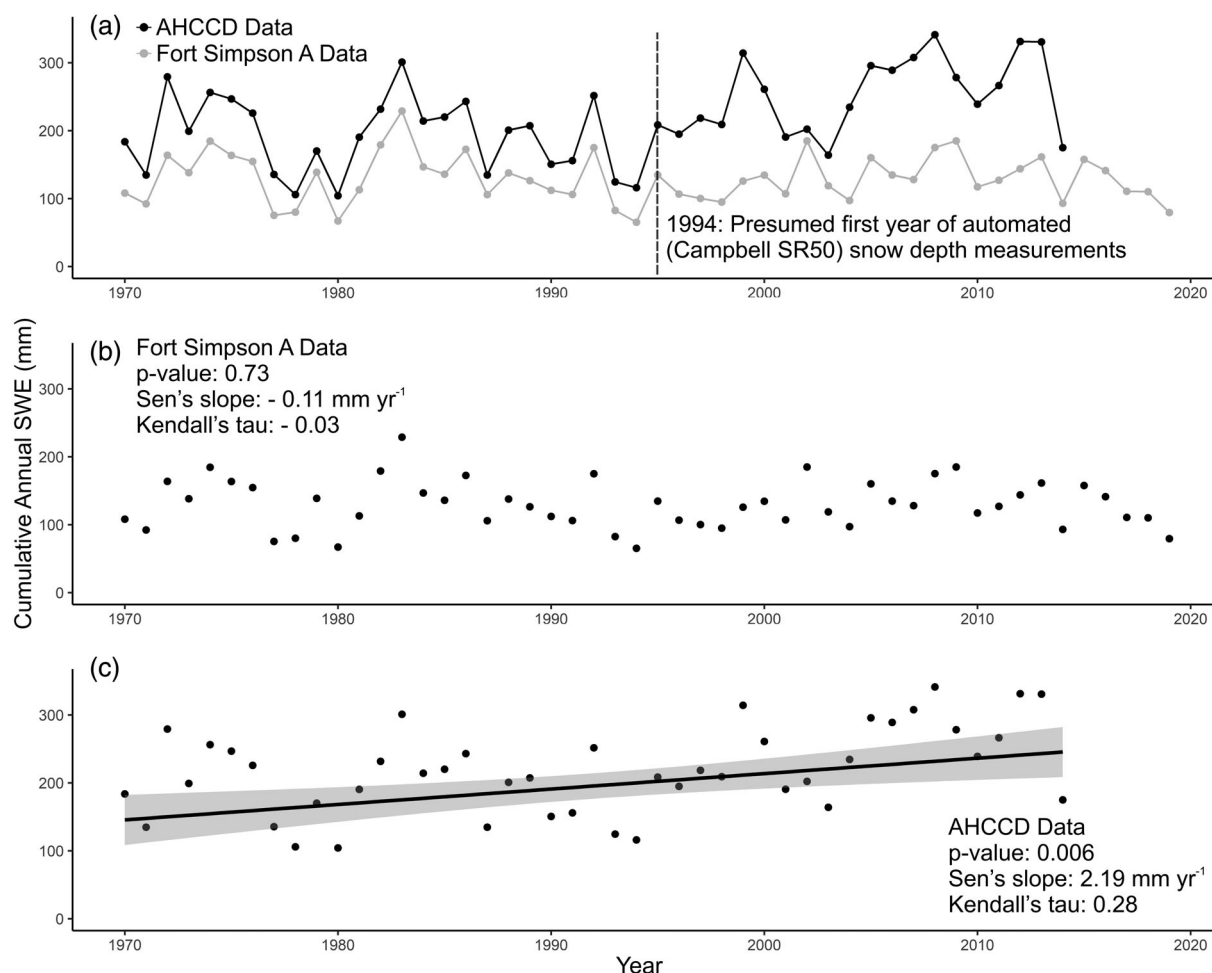 (a)
AHCCD Data
Fort Simpson A Data
300
200
100
0
1994: Presumed first year of automated
(Campbell SR50) snow depth measurements
1970 1980 1990 2000 2010 2020
Cumulative Annual SWE (mm)
(b)
Fort Simpson A Data
p-value: 0.73
Sen’s slope: - 0.11 mm yr⁻¹
Kendall’s tau: - 0.03
300
200
100
0
1970 1980 1990 2000 2010 2020
(c)
300
200
100
0
AHCCD Data
p-value: 0.006
Sen’s slope: 2.19 mm yr⁻¹
Kendall’s tau: 0.28
1970 1980 1990 2000 2010 2020
Year